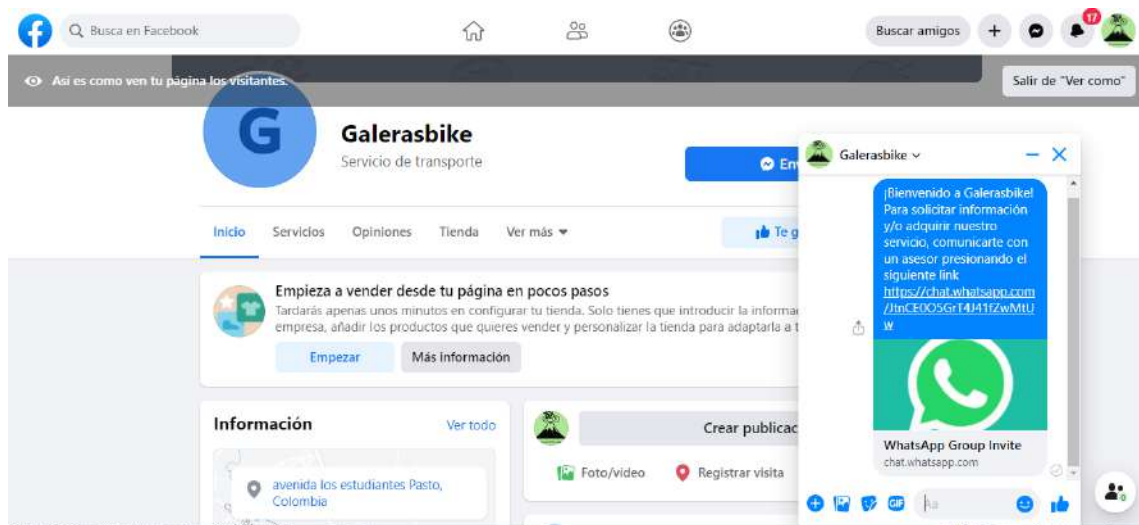 Busca en Facebook
Buscar amigos
17
Así es como ven tu página los visitantes.
Salir de "Ver como"
G
Galerasbike
Servicio de transporte
En
Inicio Servicios Opiniones Tienda Ver más
Te g
Empieza a vender desde tu página en pocos pasos
Tardarás apenas unos minutos en configurar tu tienda. Solo tienes que introducir la informa
empresa, añadir los productos que quieres vender y personalizar la tienda para adaptarla a t
Empezar Más información
Información Ver todo
avenida los estudiantes Pasto,
Colombia
Crear publicac
Foto/vídeo Registrar visita
Galerasbike
¡Bienvenido a Galerasbike!
Para solicitar información
y/o adquirir nuestro
servicio, comunicarte con
un asesor presionando el
siguiente link
https://chat.whatsapp.com
/JtnCE0O5GrT4J41fZwMtU
w
WhatsApp Group Invite
chat.whatsapp.com
GIF
Aa